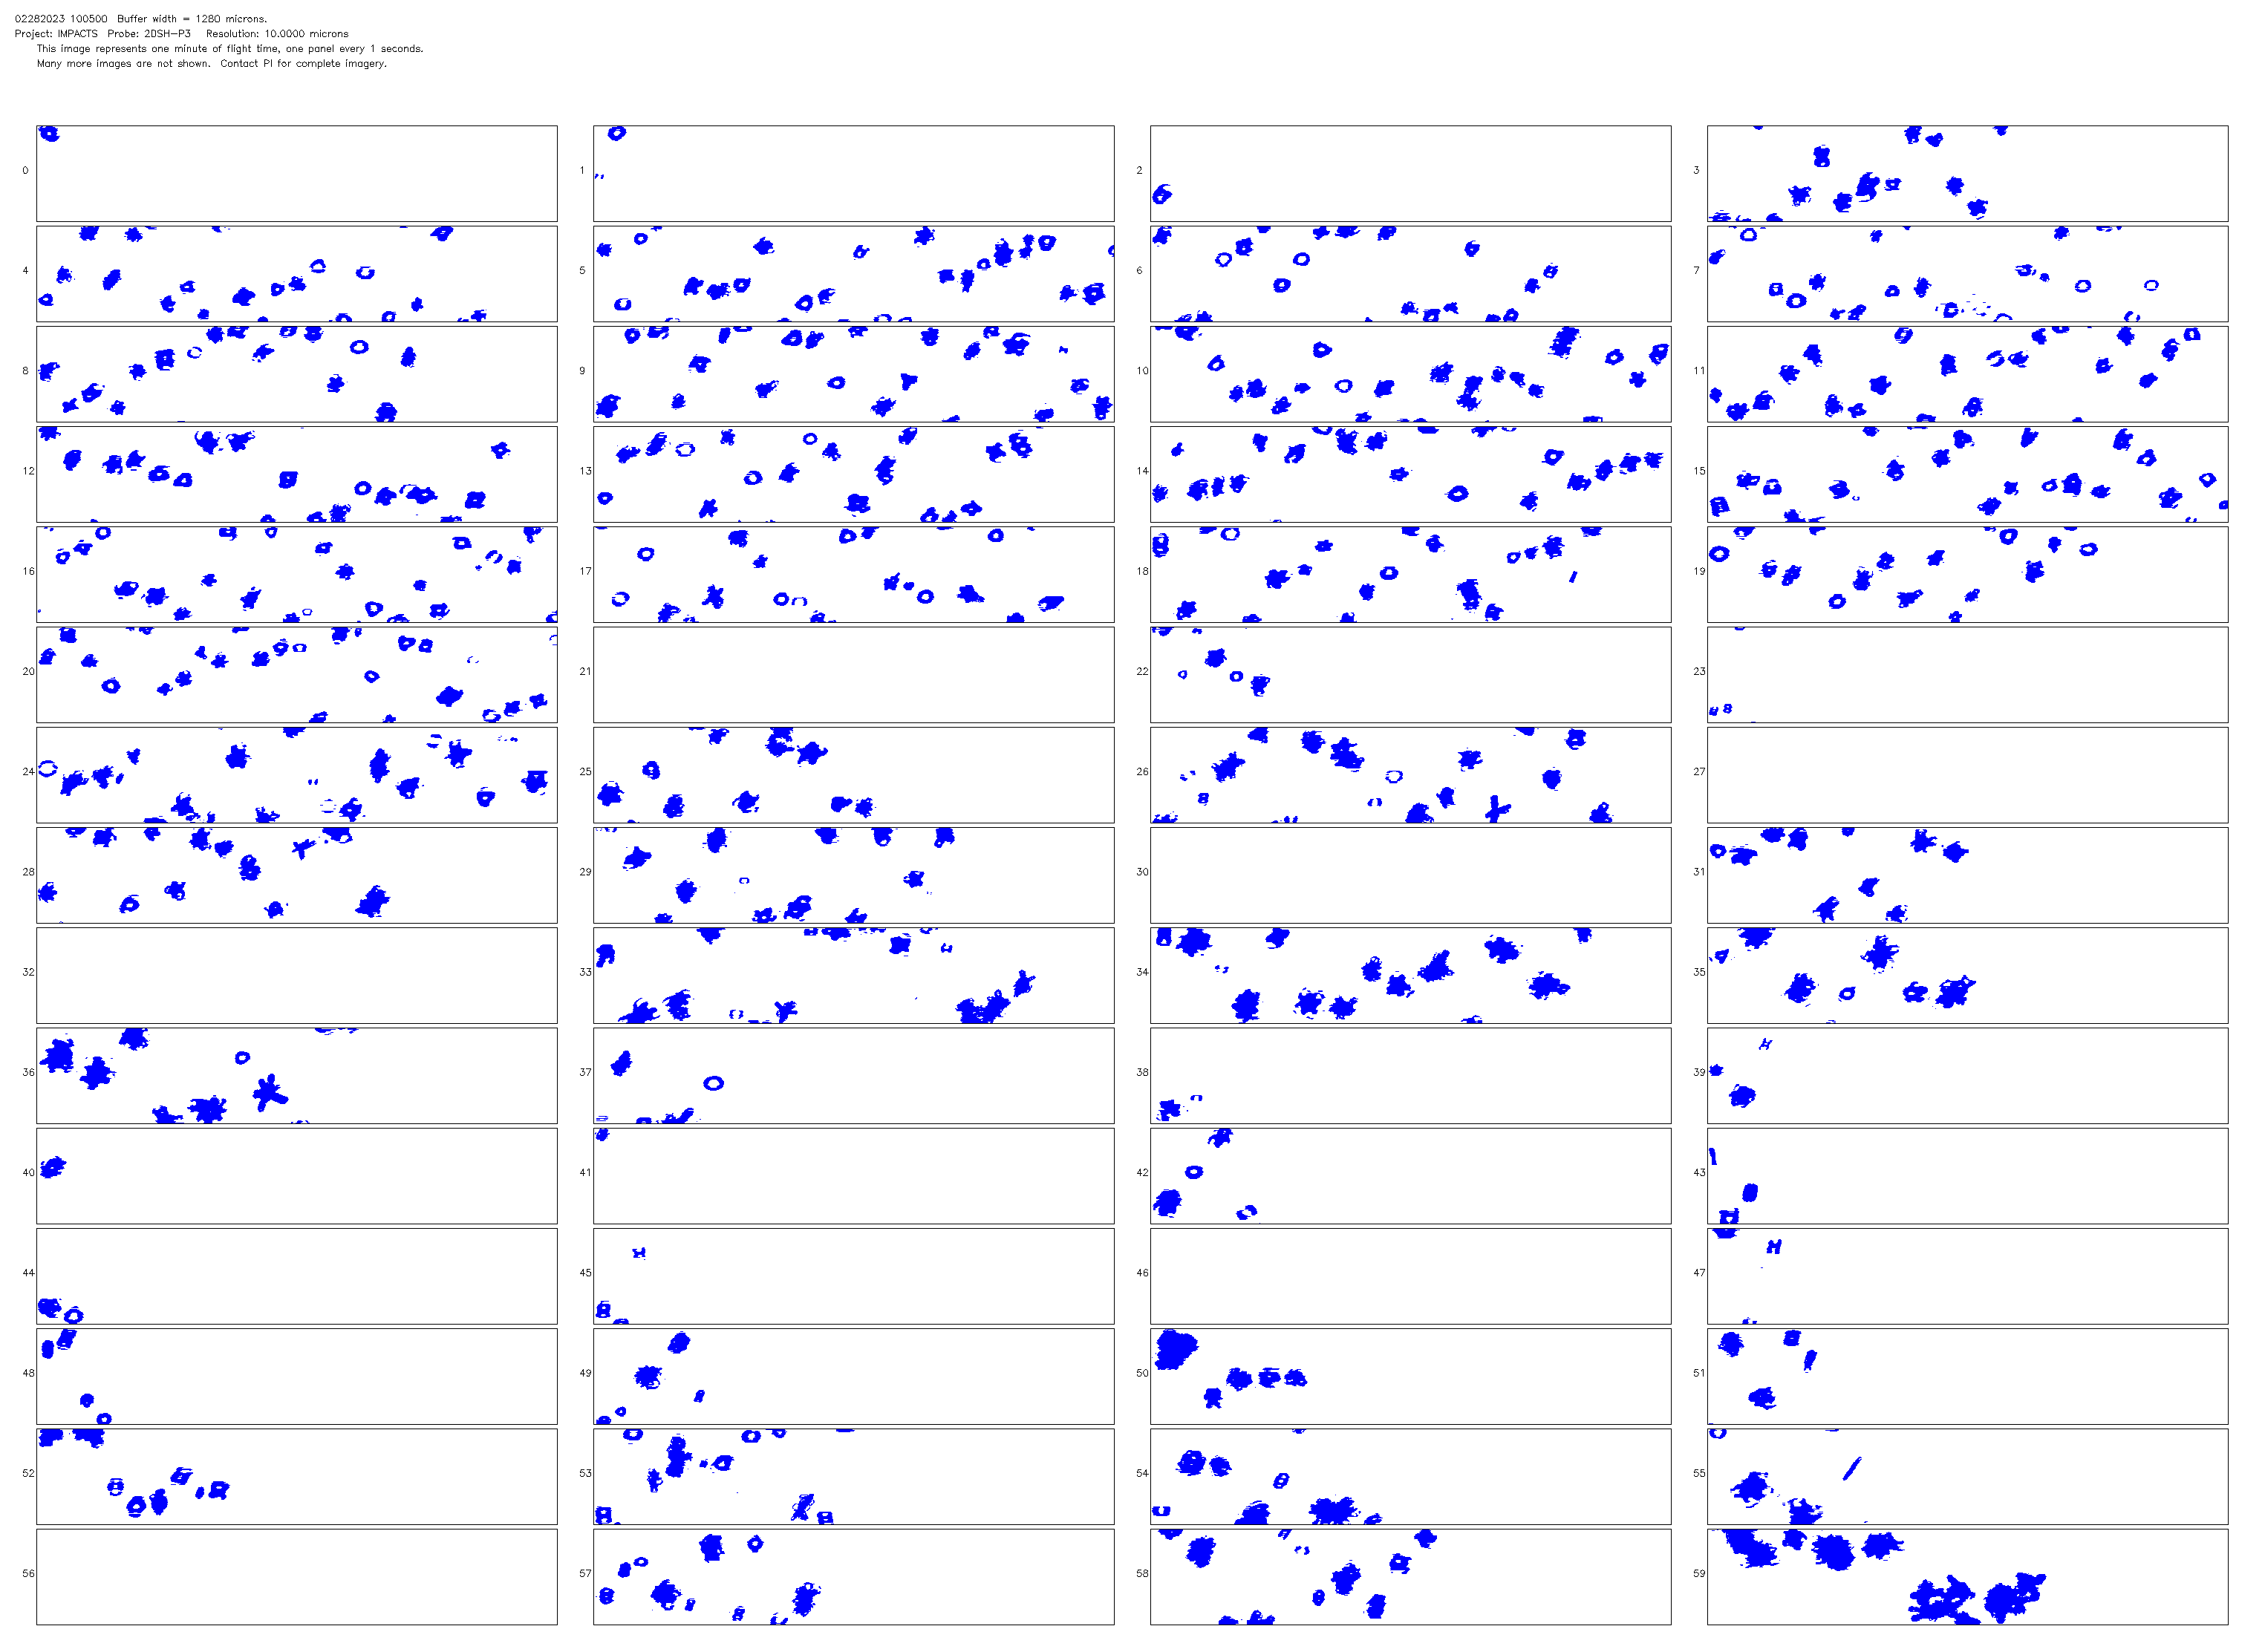 02282023 100500 Buffer width = 1280 microns.
Project: IMPACTS Probe: 2DSH-P3 Resolution: 10.0000 microns
This image represents one minute of flight time, one panel every 1 seconds.
Many more images are not shown. Contact PI for complete imagery.
0 1 2 3
4 5 6 7
8 9 10 11
12 13 14 15
16 17 18 19
20 21 22 23
24 25 26 27
28 29 30 31
32 33 34 35
36 37 38 39
40 41 42 43
44 45 46 47
48 49 50 51
52 53 54 55
56 57 58 59